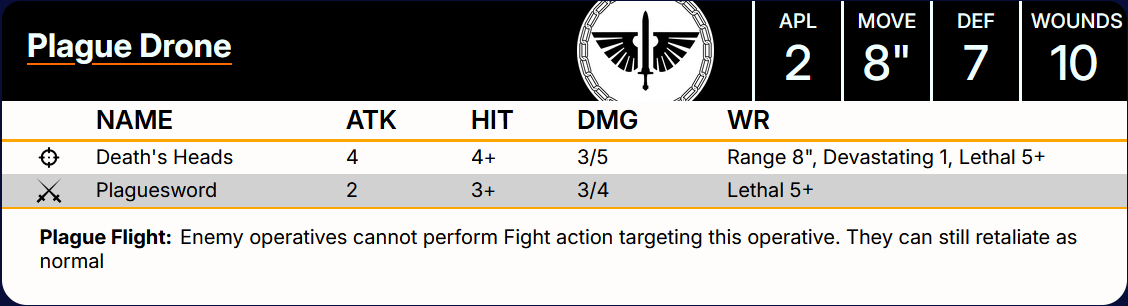 Plague Drone
APL MOVE DEF WOUNDS
2 8" 7 10
NAME ATK HIT DMG WR
Death's Heads 4 4+ 3/5 Range 8", Devastating 1, Lethal 5+
Plaguesword 2 3+ 3/4 Lethal 5+
Plague Flight: Enemy operatives cannot perform Fight action targeting this operative. They can still retaliate as
normal